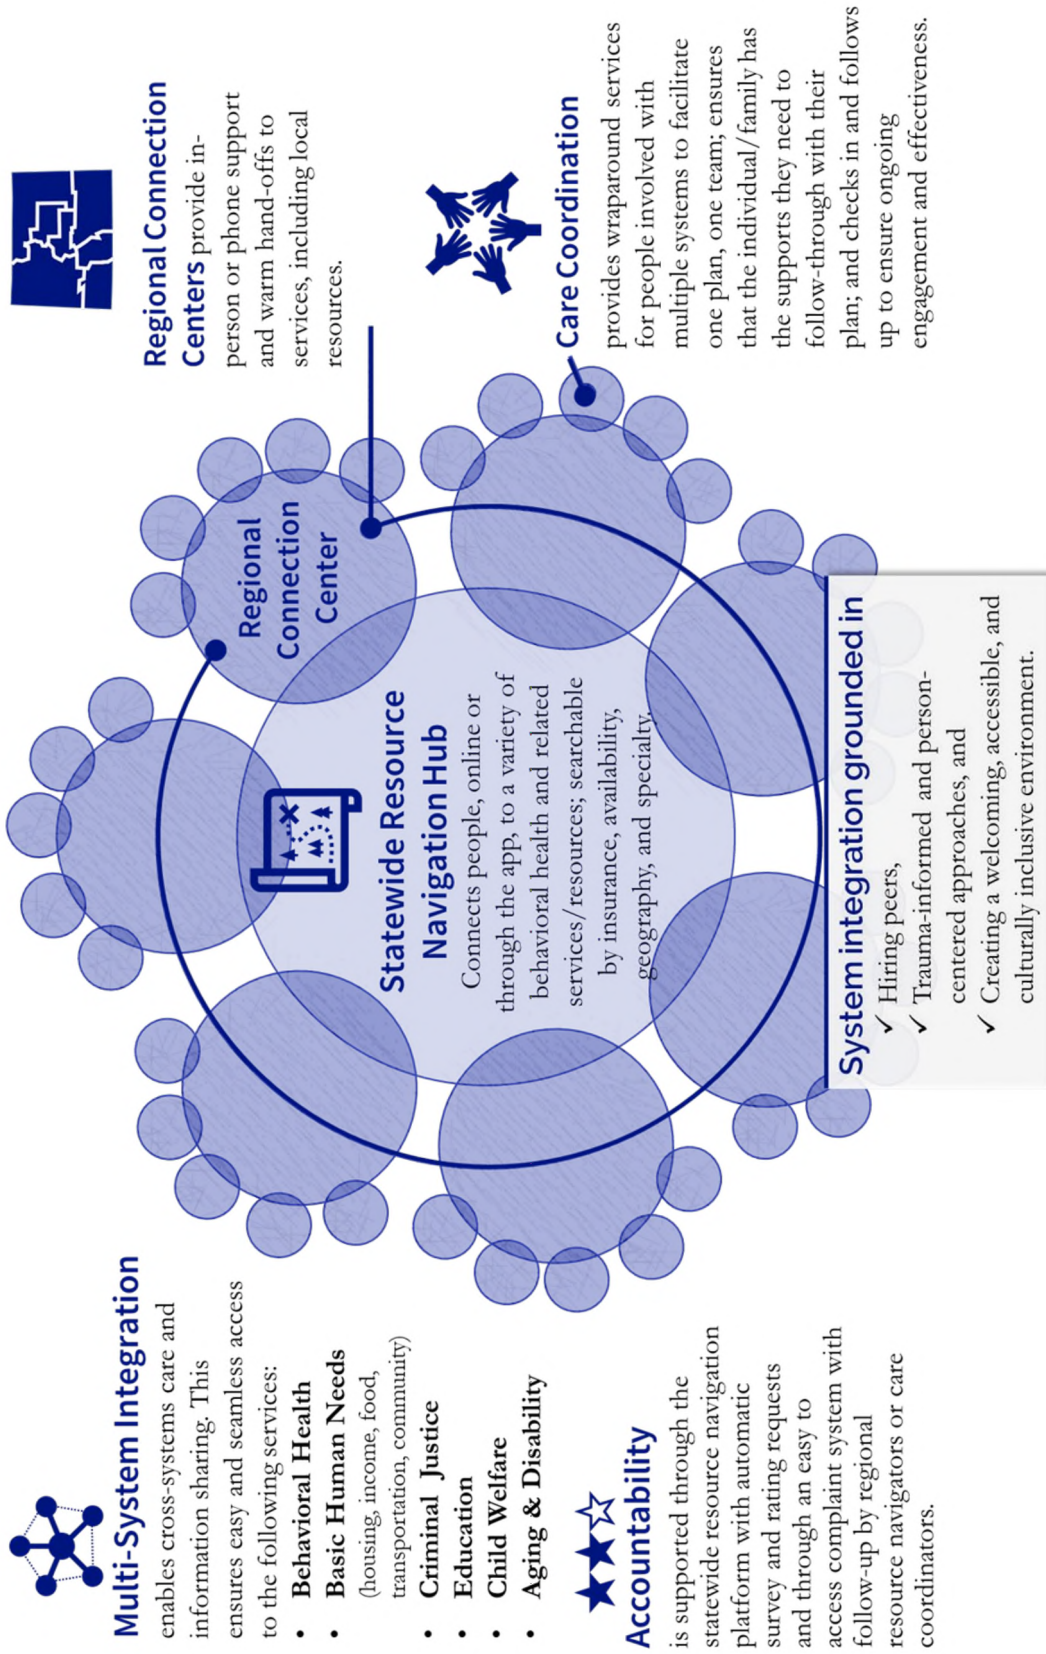 Multi-System Integration
enables cross-systems care and
information sharing. This
ensures easy and seamless access
to the following services:
• Behavioral Health
• Basic Human Needs
(housing, income, food,
transportation, community)
• Criminal Justice
• Education
• Child Welfare
• Aging & Disability
Accountability
is supported through the
statewide resource navigation
platform with automatic
survey and rating requests
and through an easy to
access complaint system with
follow-up by regional
resource navigators or care
coordinators.
Statewide Resource
Navigation Hub
Connects people, online or
through the app, to a variety of
behavioral health and related
services/resources; searchable
by insurance, availability,
geography, and specialty.
Regional
Connection
Center
System integration grounded in
✓ Hiring peers,
✓ Trauma-informed and person-
centered approaches, and
✓ Creating a welcoming, accessible, and
culturally inclusive environment.
Regional Connection
Centers provide in-
person or phone support
and warm hand-offs to
services, including local
resources.
Care Coordination
provides wraparound services
for people involved with
multiple systems to facilitate
one plan, one team; ensures
that the individual/family has
the supports they need to
follow-through with their
plan; and checks in and follows
up to ensure ongoing
engagement and effectiveness.